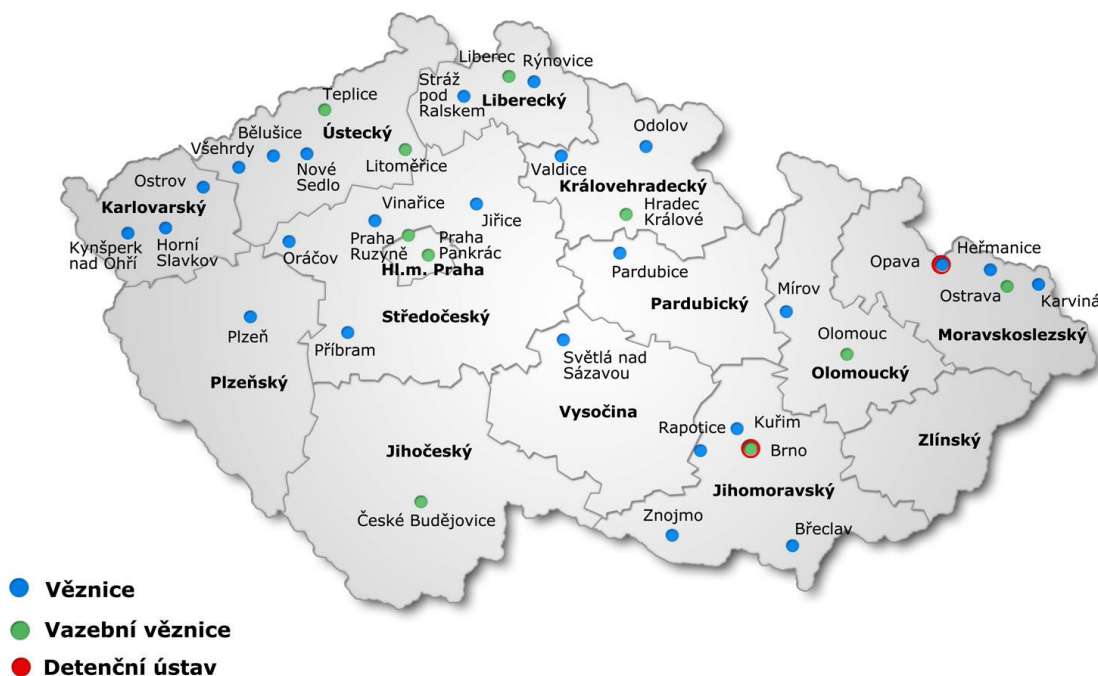 Liberec
Rýnovice
Stráž
pod
Ralskem
Liberecký
Teplice
Ústecký
Bělušice
Všehrdy
Nové
Sedlo
Litoměřice
Odolov
Valdice
Královehradecký
Hradec
Králové
Ostrov
Karlovarský
Kynšperk
nad Ohří
Horní
Slavkov
Vinařice
Jiřice
Oráčov
Praha
Ruzyně
Praha
Pankrác
Hl.m. Praha
Středočeský
Příbram
Pardubice
Pardubický
Opava
Heřmanice
Ostrava
Karviná
Moravskoslezský
Mírov
Olomouc
Olomoucký
Plzeň
Plzeňský
Světlá nad
Sázavou
Vysočina
Rapotice
Kuřim
Brno
Jihomoravský
Zlínský
Jihočeský
České Budějovice
Znojmo
Břeclav
Věznice
Vazební věznice
Detenční ústav